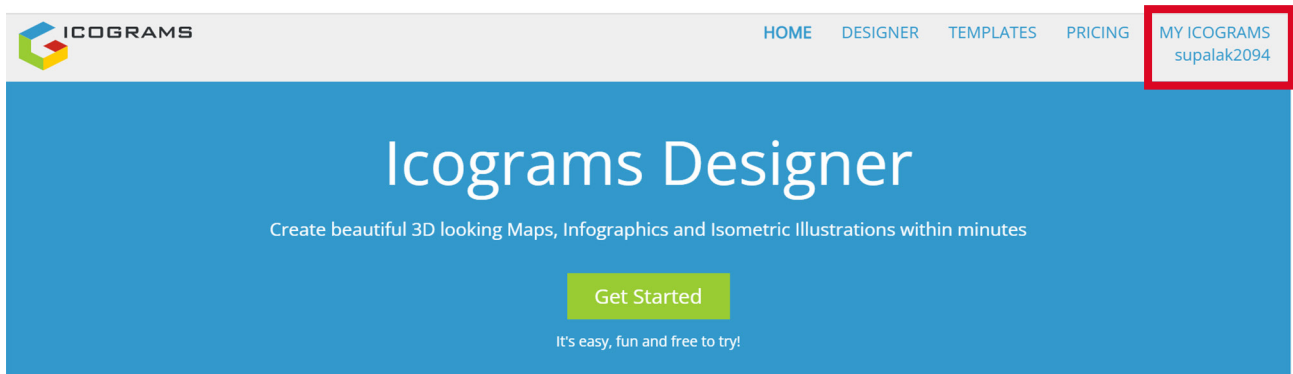 ICOGRAMS
HOME DESIGNER TEMPLATES PRICING MY ICOGRAMS
supalak2094
Icograms Designer
Create beautiful 3D looking Maps, Infographics and Isometric Illustrations within minutes
Get Started
It's easy, fun and free to try!